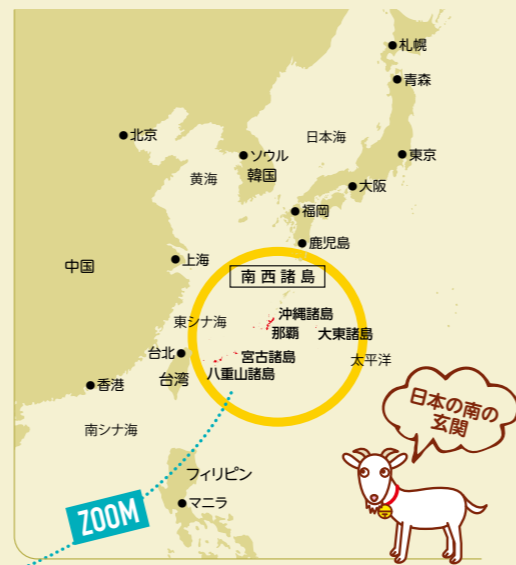 札幌
青森
北京
日本海
ソウル
東京
韓国
黄海
大阪
福岡
鹿児島
上海
中国
南西諸島
沖縄諸島
東シナ海
那覇
大東諸島
台北
宮古諸島
太平洋
八重山諸島
台湾
香港
日本の南の
玄関
南シナ海
フィリピン
マニラ
ZOOM